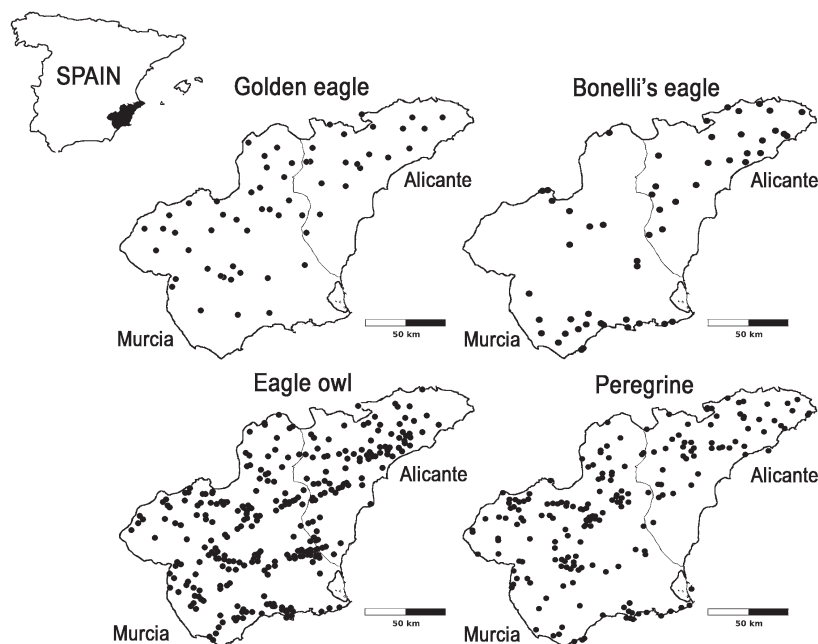 SPAIN
Golden eagle
Bonelli's eagle
Alicante
Alicante
Murcia
50 km
Murcia
50 km
Eagle owl
Peregrine
Alicante
Alicante
Murcia
50 km
Murcia
50 km